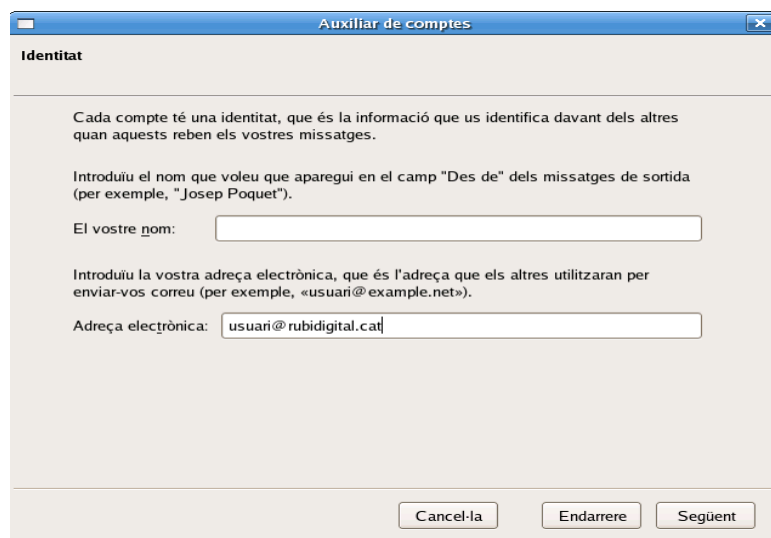 Auxiliar de comptes
Identitat
Cada compte té una identitat, que és la informació que us identifica davant dels altres
quan aquests reben els vostres missatges.
Introduïu el nom que voleu que aparegui en el camp "Des de" dels missatges de sortida
(per exemple, "Josep Poquet").
El vostre nom:
Introduïu la vostra adreça electrònica, que és l'adreça que els altres utilitzaran per
enviar-vos correu (per exemple, «usuari@example.net»).
Adreça electrònica: usuari@rubidigital.cat
Cancel·la Endarrere Següent